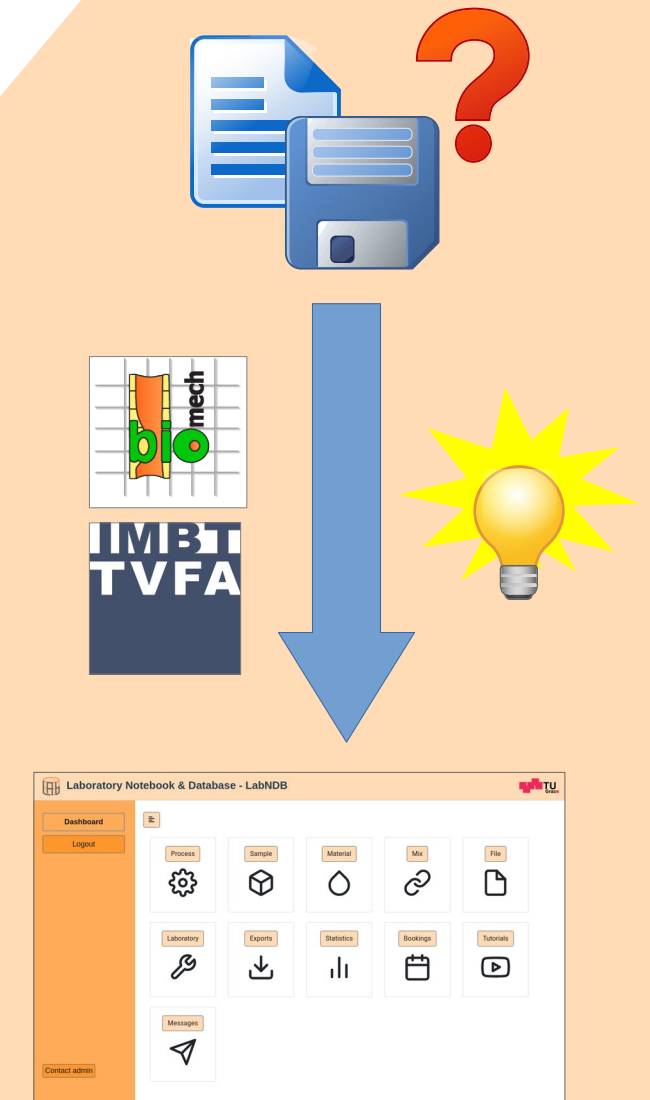 bio
mech
IMBT
TVFA
Laboratory Notebook & Database - LabNDB
TU
Graz
Dashboard
Logout
Process
Sample
Material
Mix
File
Laboratory
Exports
Statistics
Bookings
Tutorials
Messages
Contact admin